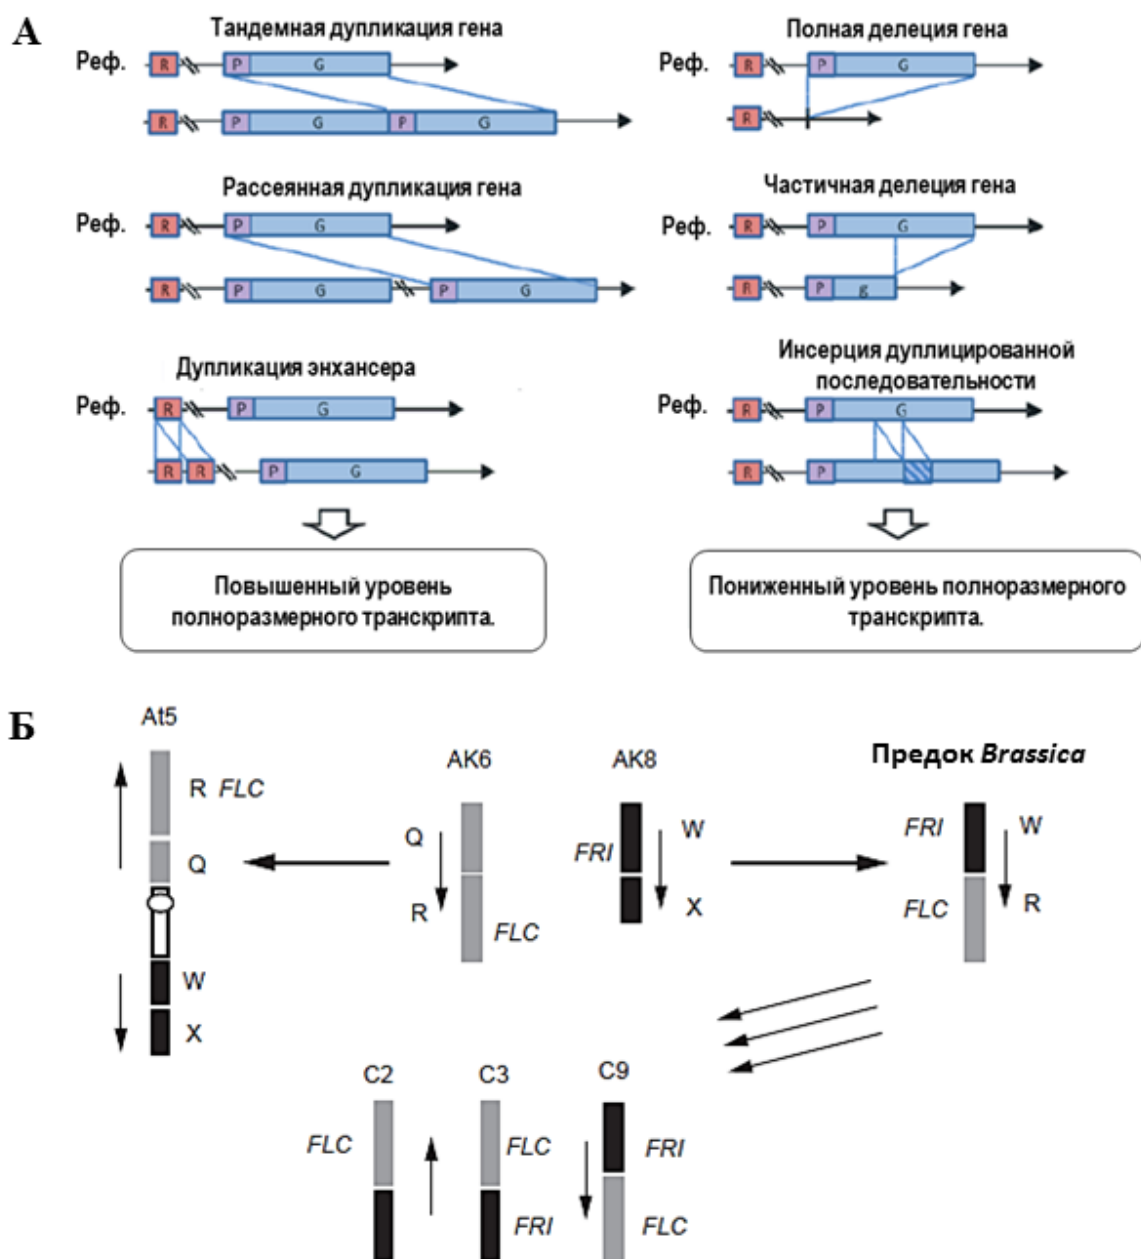 А
Тандемная дупликация гена
Реф. R P G
R P G P G
Рассеянная дупликация гена
Реф. R P G
R P G P G
Дупликация энхансера
Реф. R P G
R R P G
Повышенный уровень
полноразмерного транскрипта.
Полная делеция гена
Реф. R P G
R
Частичная делеция гена
Реф. R P G
R P g
Инсерция дуплицированной
последовательности
Реф. R P G
R P
Пониженный уровень полноразмерного
транскрипта.
Б
At5
R FLC
Q
W
X
AK6
Q
R
FLC
AK8
FRI
W
X
Предок Brassica
FRI W
FLC R
C2 C3 C9
FLC FLC FRI
FRI FLC